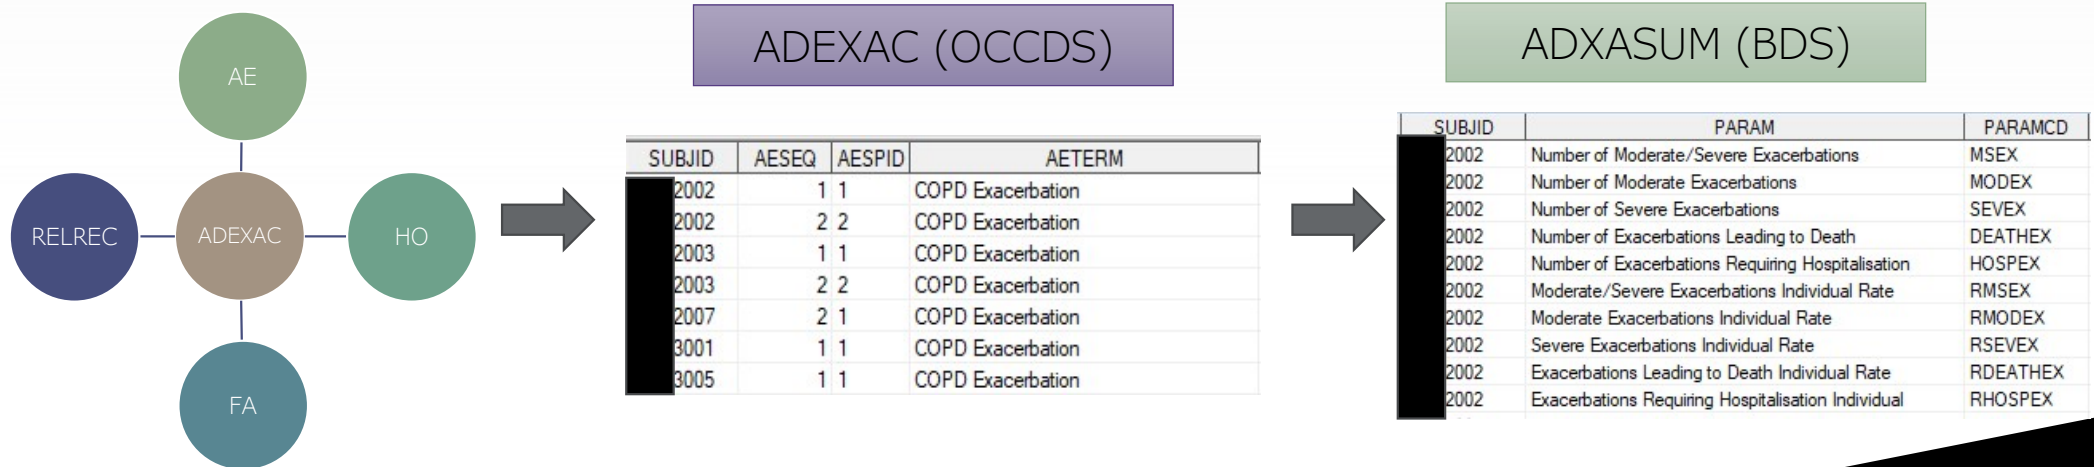 AE
RELREC
ADEXAC
HO
FA
ADEXAC (OCCDS)
SUBJID AESEQ AESPID AETERM
2002 1 1 COPD Exacerbation
2002 2 2 COPD Exacerbation
2003 1 1 COPD Exacerbation
2003 2 2 COPD Exacerbation
2007 2 1 COPD Exacerbation
3001 1 1 COPD Exacerbation
3005 1 1 COPD Exacerbation
ADXASUM (BDS)
SUBJID PARAM PARAMCD
2002 Number of Moderate/Severe Exacerbations MSEX
2002 Number of Moderate Exacerbations MODEX
2002 Number of Severe Exacerbations SEVEX
2002 Number of Exacerbations Leading to Death DEATHEX
2002 Number of Exacerbations Requiring Hospitalisation HOSPEX
2002 Moderate/Severe Exacerbations Individual Rate RMSEX
2002 Moderate Exacerbations Individual Rate RMODEX
2002 Severe Exacerbations Individual Rate RSEVEX
2002 Exacerbations Leading to Death Individual Rate RDEATHEX
2002 Exacerbations Requiring Hospitalisation Individual RHOSPEX